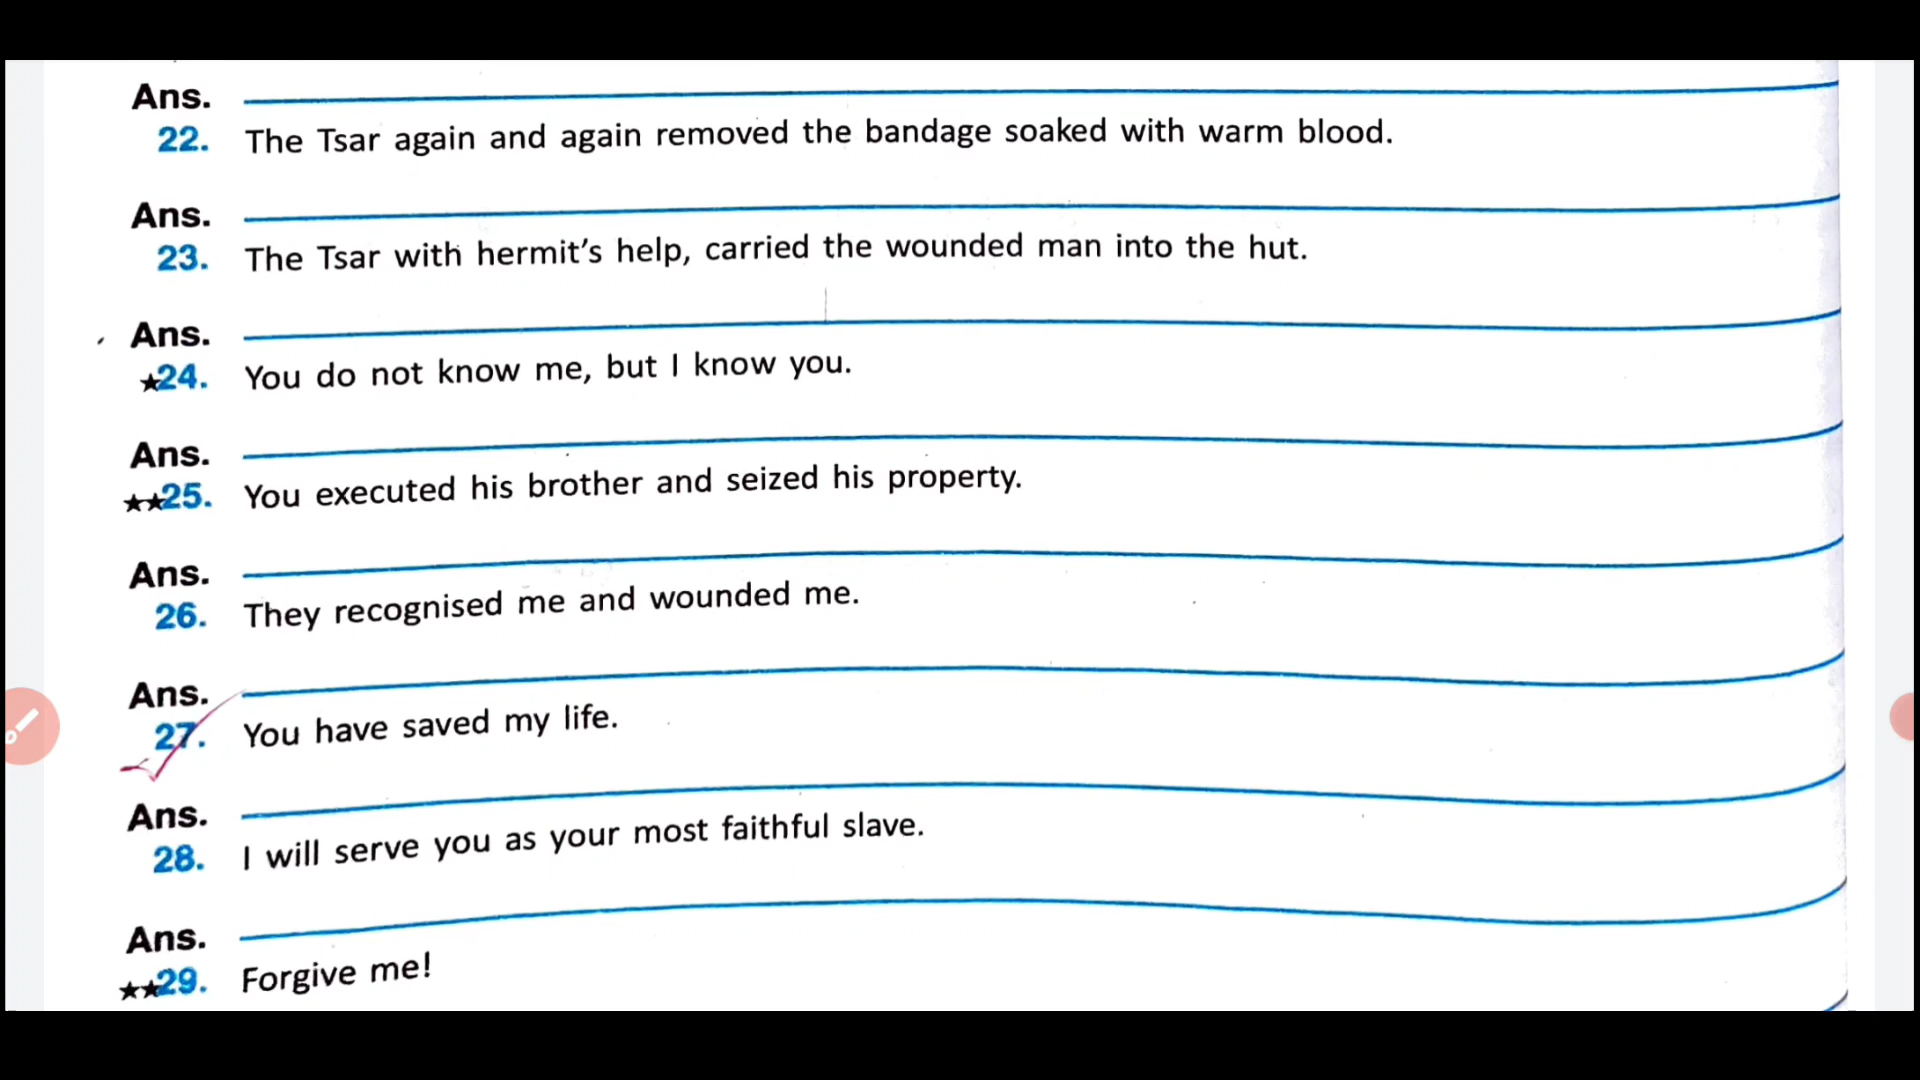 Ans.
22. The Tsar again and again removed the bandage soaked with warm blood.
Ans.
23. The Tsar with hermit's help, carried the wounded man into the hut.
Ans.
★24. You do not know me, but I know you.
Ans.
★★25. You executed his brother and seized his property.
Ans.
26. They recognised me and wounded me.
Ans.
27. You have saved my life.
Ans.
28. I will serve you as your most faithful slave.
Ans.
★★29. Forgive me!